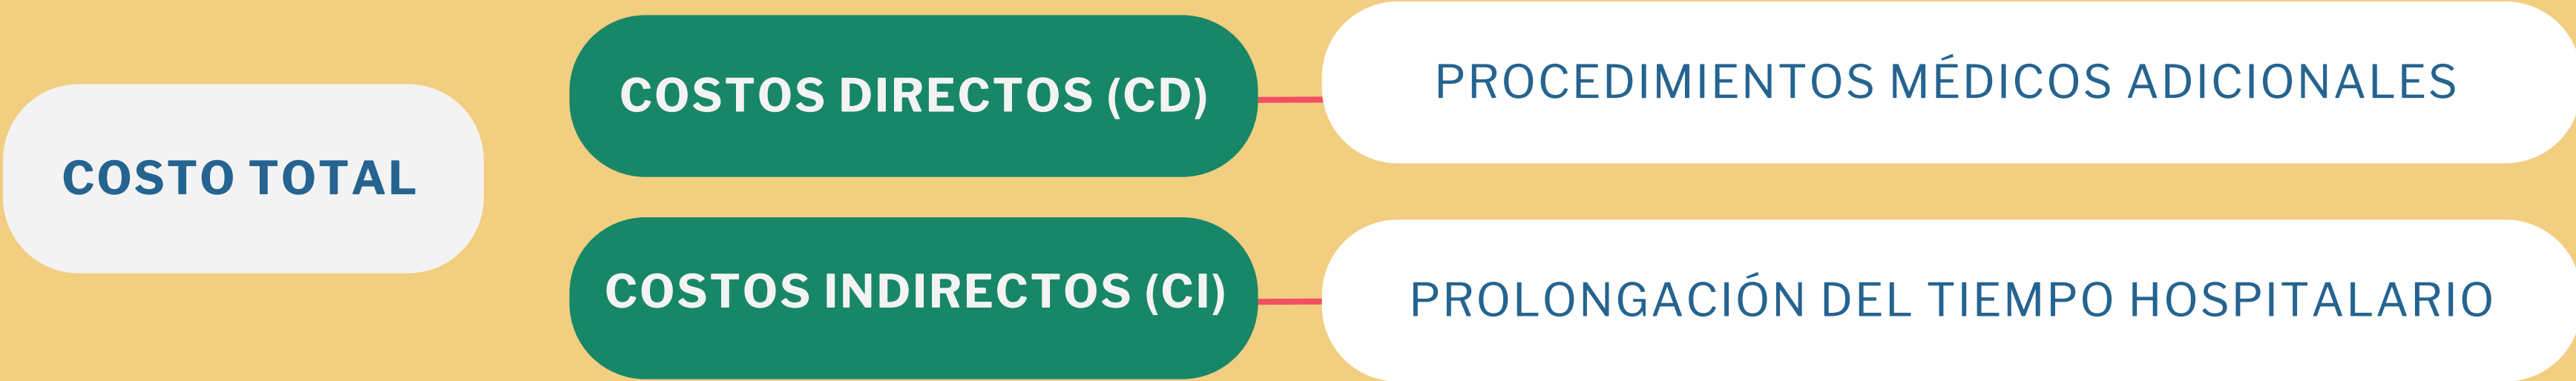 COSTO TOTAL
COSTOS DIRECTOS (CD)
PROCEDIMIENTOS MÉDICOS ADICIONALES
COSTOS INDIRECTOS (CI)
PROLONGACIÓN DEL TIEMPO HOSPITALARIO